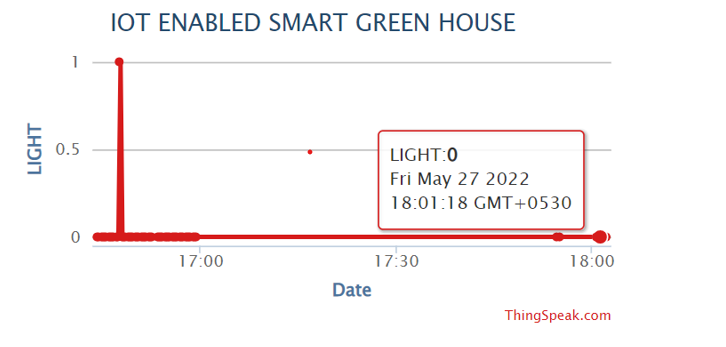 IOT ENABLED SMART GREEN HOUSE
1
0.5
0
LIGHT
LIGHT:0
Fri May 27 2022
18:01:18 GMT+0530
17:00
17:30
18:00
Date
ThingSpeak.com